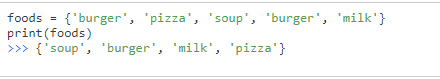 foods = {'burger', 'pizza', 'soup', 'burger', 'milk'}
print(foods)
>>> {'soup', 'burger', 'milk', 'pizza'}